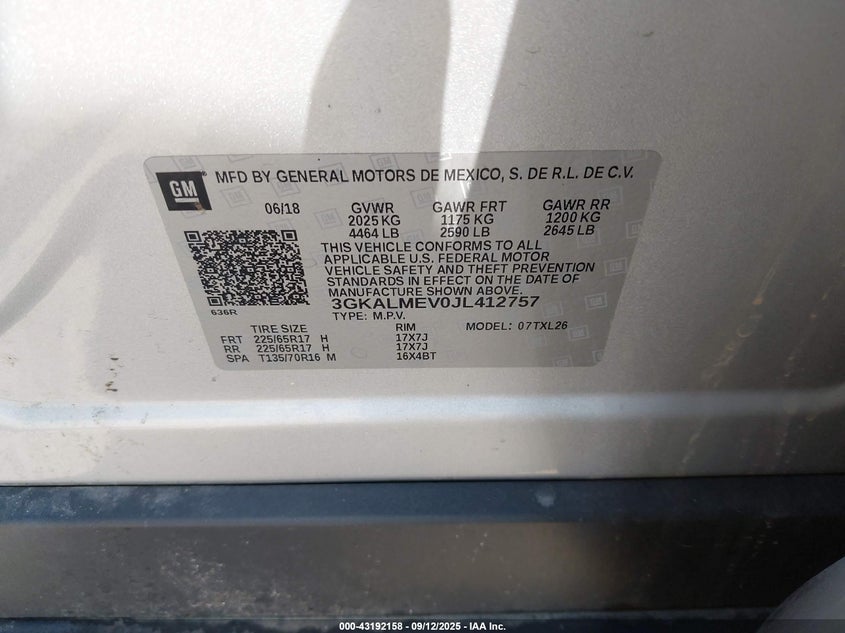 GM
MFD BY GENERAL MOTORS DE MEXICO, S. DE R.L. DE C.V.
06/18 GVWR GAWR FRT GAWR RR
2025 KG 1175 KG 1200 KG
4464 LB 2590 LB 2645 LB
THIS VEHICLE CONFORMS TO ALL
APPLICABLE U.S. FEDERAL MOTOR
VEHICLE SAFETY AND THEFT PREVENTION
STANDARDS IN EFFECT ON THE DATE OF
MANUFACTURE SHOWN ABOVE.
636R
3GKALMEV0JL412757
TYPE: M.P.V. MODEL: 07TXL26
TIRE SIZE RIM
FRT 225/65R17 H 17X7J
RR 225/65R17 H 17X7J
SPA T135/70R16 M 16X4BT
000-43192158 - 09/12/2025 - IAA Inc.